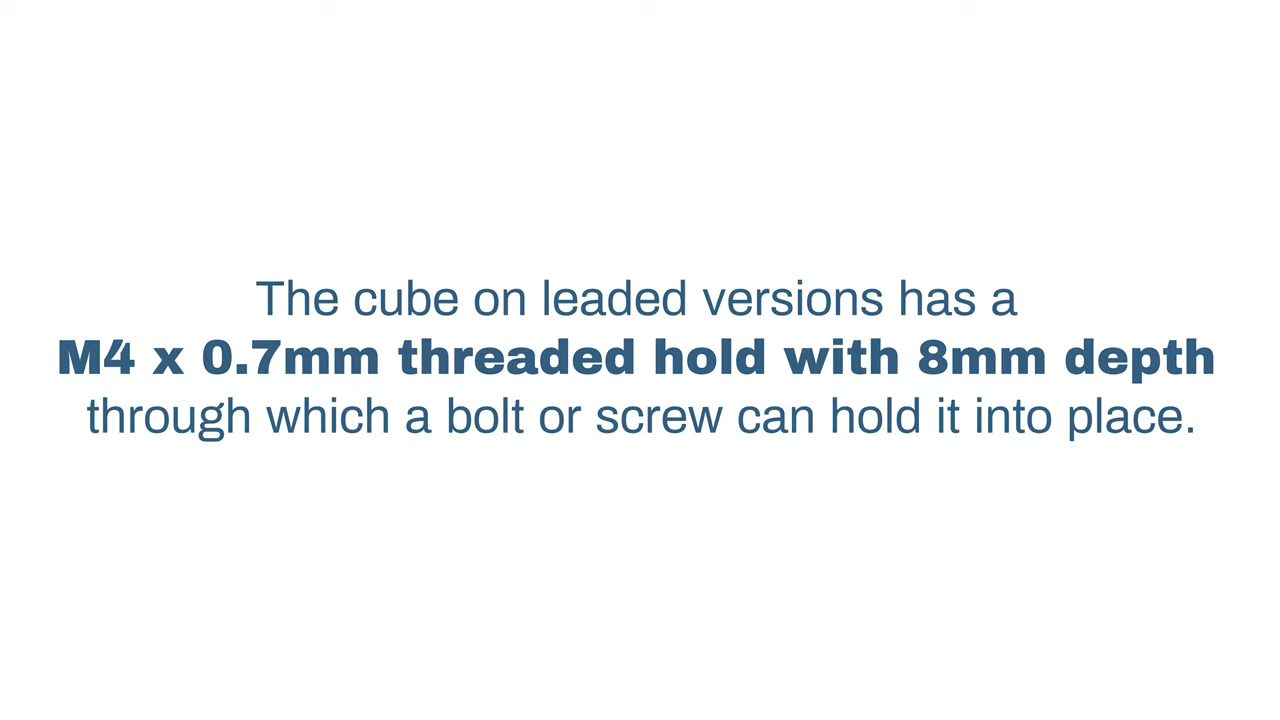 The cube on leaded versions has a
M4 x 0.7mm threaded hold with 8mm depth
through which a bolt or screw can hold it into place.